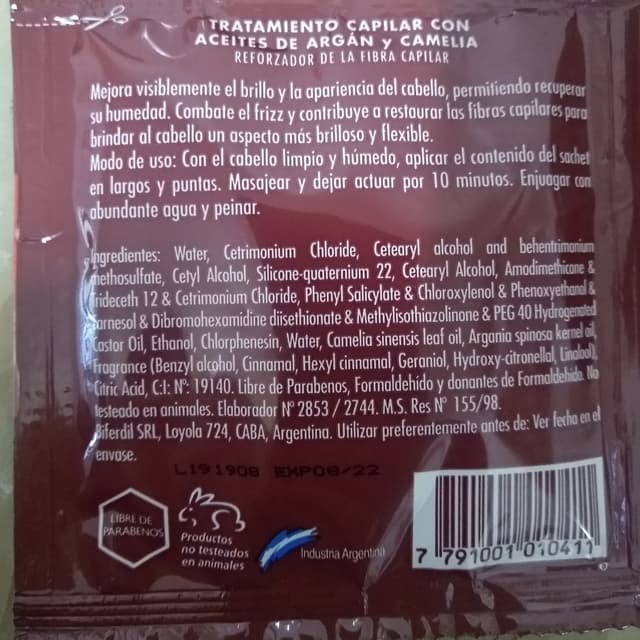 TRATAMIENTO CAPILAR CON
ACEITES DE ARGÁN y CAMELIA
REFORZADOR DE LA FIBRA CAPILAR
Mejora visiblemente el brillo y la apariencia del cabello, permitiendo recuperar
su humedad. Combate el frizz y contribuye a restaurar las fibras capilares para
brindar al cabello un aspecto más brilloso y flexible.
Modo de uso: Con el cabello limpio y húmedo, aplicar el contenido del sachet
en largos y puntas. Masajear y dejar actuar por 10 minutos. Enjuagar con
abundante agua y peinar.
Ingredientes: Water, Cetrimonium Chloride, Cetearyl alcohol and behentrimonium
methosulfate, Cetyl Alcohol, Silicone-quaternium 22, Cetearyl Alcohol, Amodimethicone &
Trideceth 12 & Cetrimonium Chloride, Phenyl Salicylate & Chloroxylenol & Phenoxyethanol &
Farnesol & Dibromohexamidine diisethionate & Methylisothiazolinone & PEG 40 Hydrogenated
Castor Oil, Ethanol, Chlorphenesin, Water, Camelia sinensis leaf oil, Argania spinosa kernel oil,
fragrance (Benzyl alcohol, Cinnamal, Hexyl cinnamal, Geraniol, Hydroxy-citronellal, Linalool),
Citric Acid, C:I: Nº: 19140. Libre de Parabenos, Formaldehído y donantes de Formaldehido. No
testeado en animales. Elaborador Nº 2853 / 2744. M.S. Res Nº 155/98.
Biferdil SRL, Loyola 724, CABA, Argentina. Utilizar preferentemente antes de: Ver fecha en el
envase.
L191908 EXP08/22
LIBRE DE
PARABENOS
Productos
no testeados
en animales
Industria Argentina
7 791001 010411